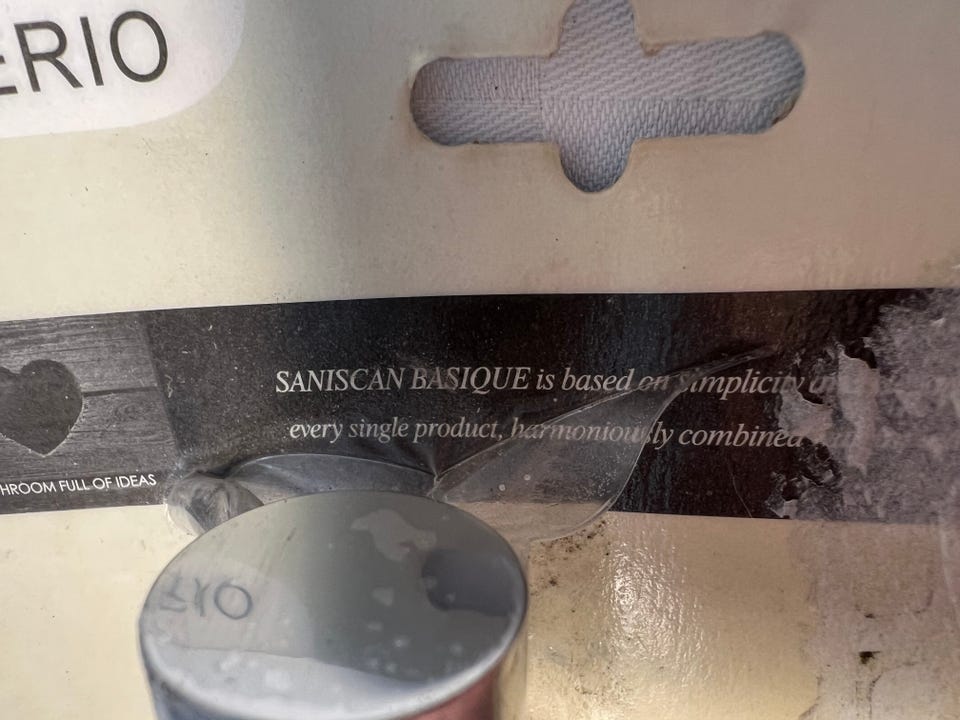 ERIO
SANISCAN BASIQUE is based on simplicity
every single product, harmoniously combined
HROOM FULL OF IDEAS